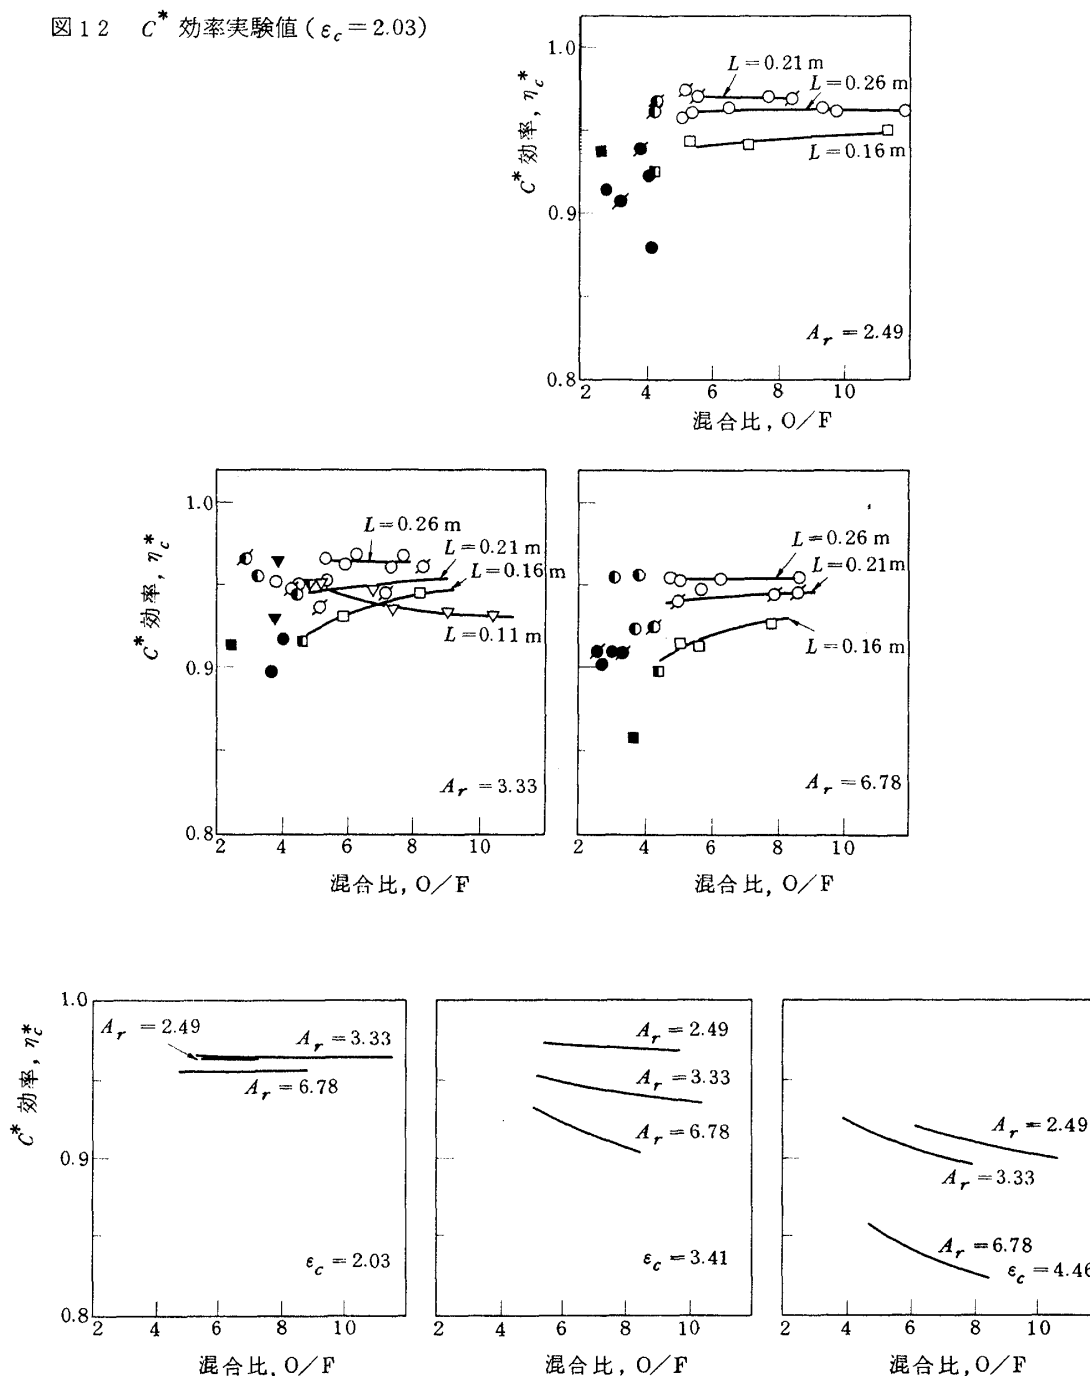 図12 C* 効率実験値 (εc=2.03)
1.0
0.9
0.8
C* 効率, ηc*
L=0.21 m
L=0.26 m
L=0.16 m
Ar=2.49
2 4 6 8 10
混合比, O/F
1.0
0.9
0.8
C* 効率, ηc*
L=0.26 m
L=0.21 m
L=0.16 m
L=0.11 m
Ar=3.33
2 4 6 8 10
混合比, O/F
L=0.26 m
L=0.21 m
L=0.16 m
Ar=6.78
2 4 6 8 10
混合比, O/F
1.0
0.9
0.8
C* 効率, ηc*
Ar=2.49
Ar=3.33
Ar=6.78
εc=2.03
2 4 6 8 10
混合比, O/F
Ar=2.49
Ar=3.33
Ar=6.78
εc=3.41
2 4 6 8 10
混合比, O/F
Ar=2.49
Ar=3.33
Ar=6.78
εc=4.46
2 4 6 8 10
混合比, O/F